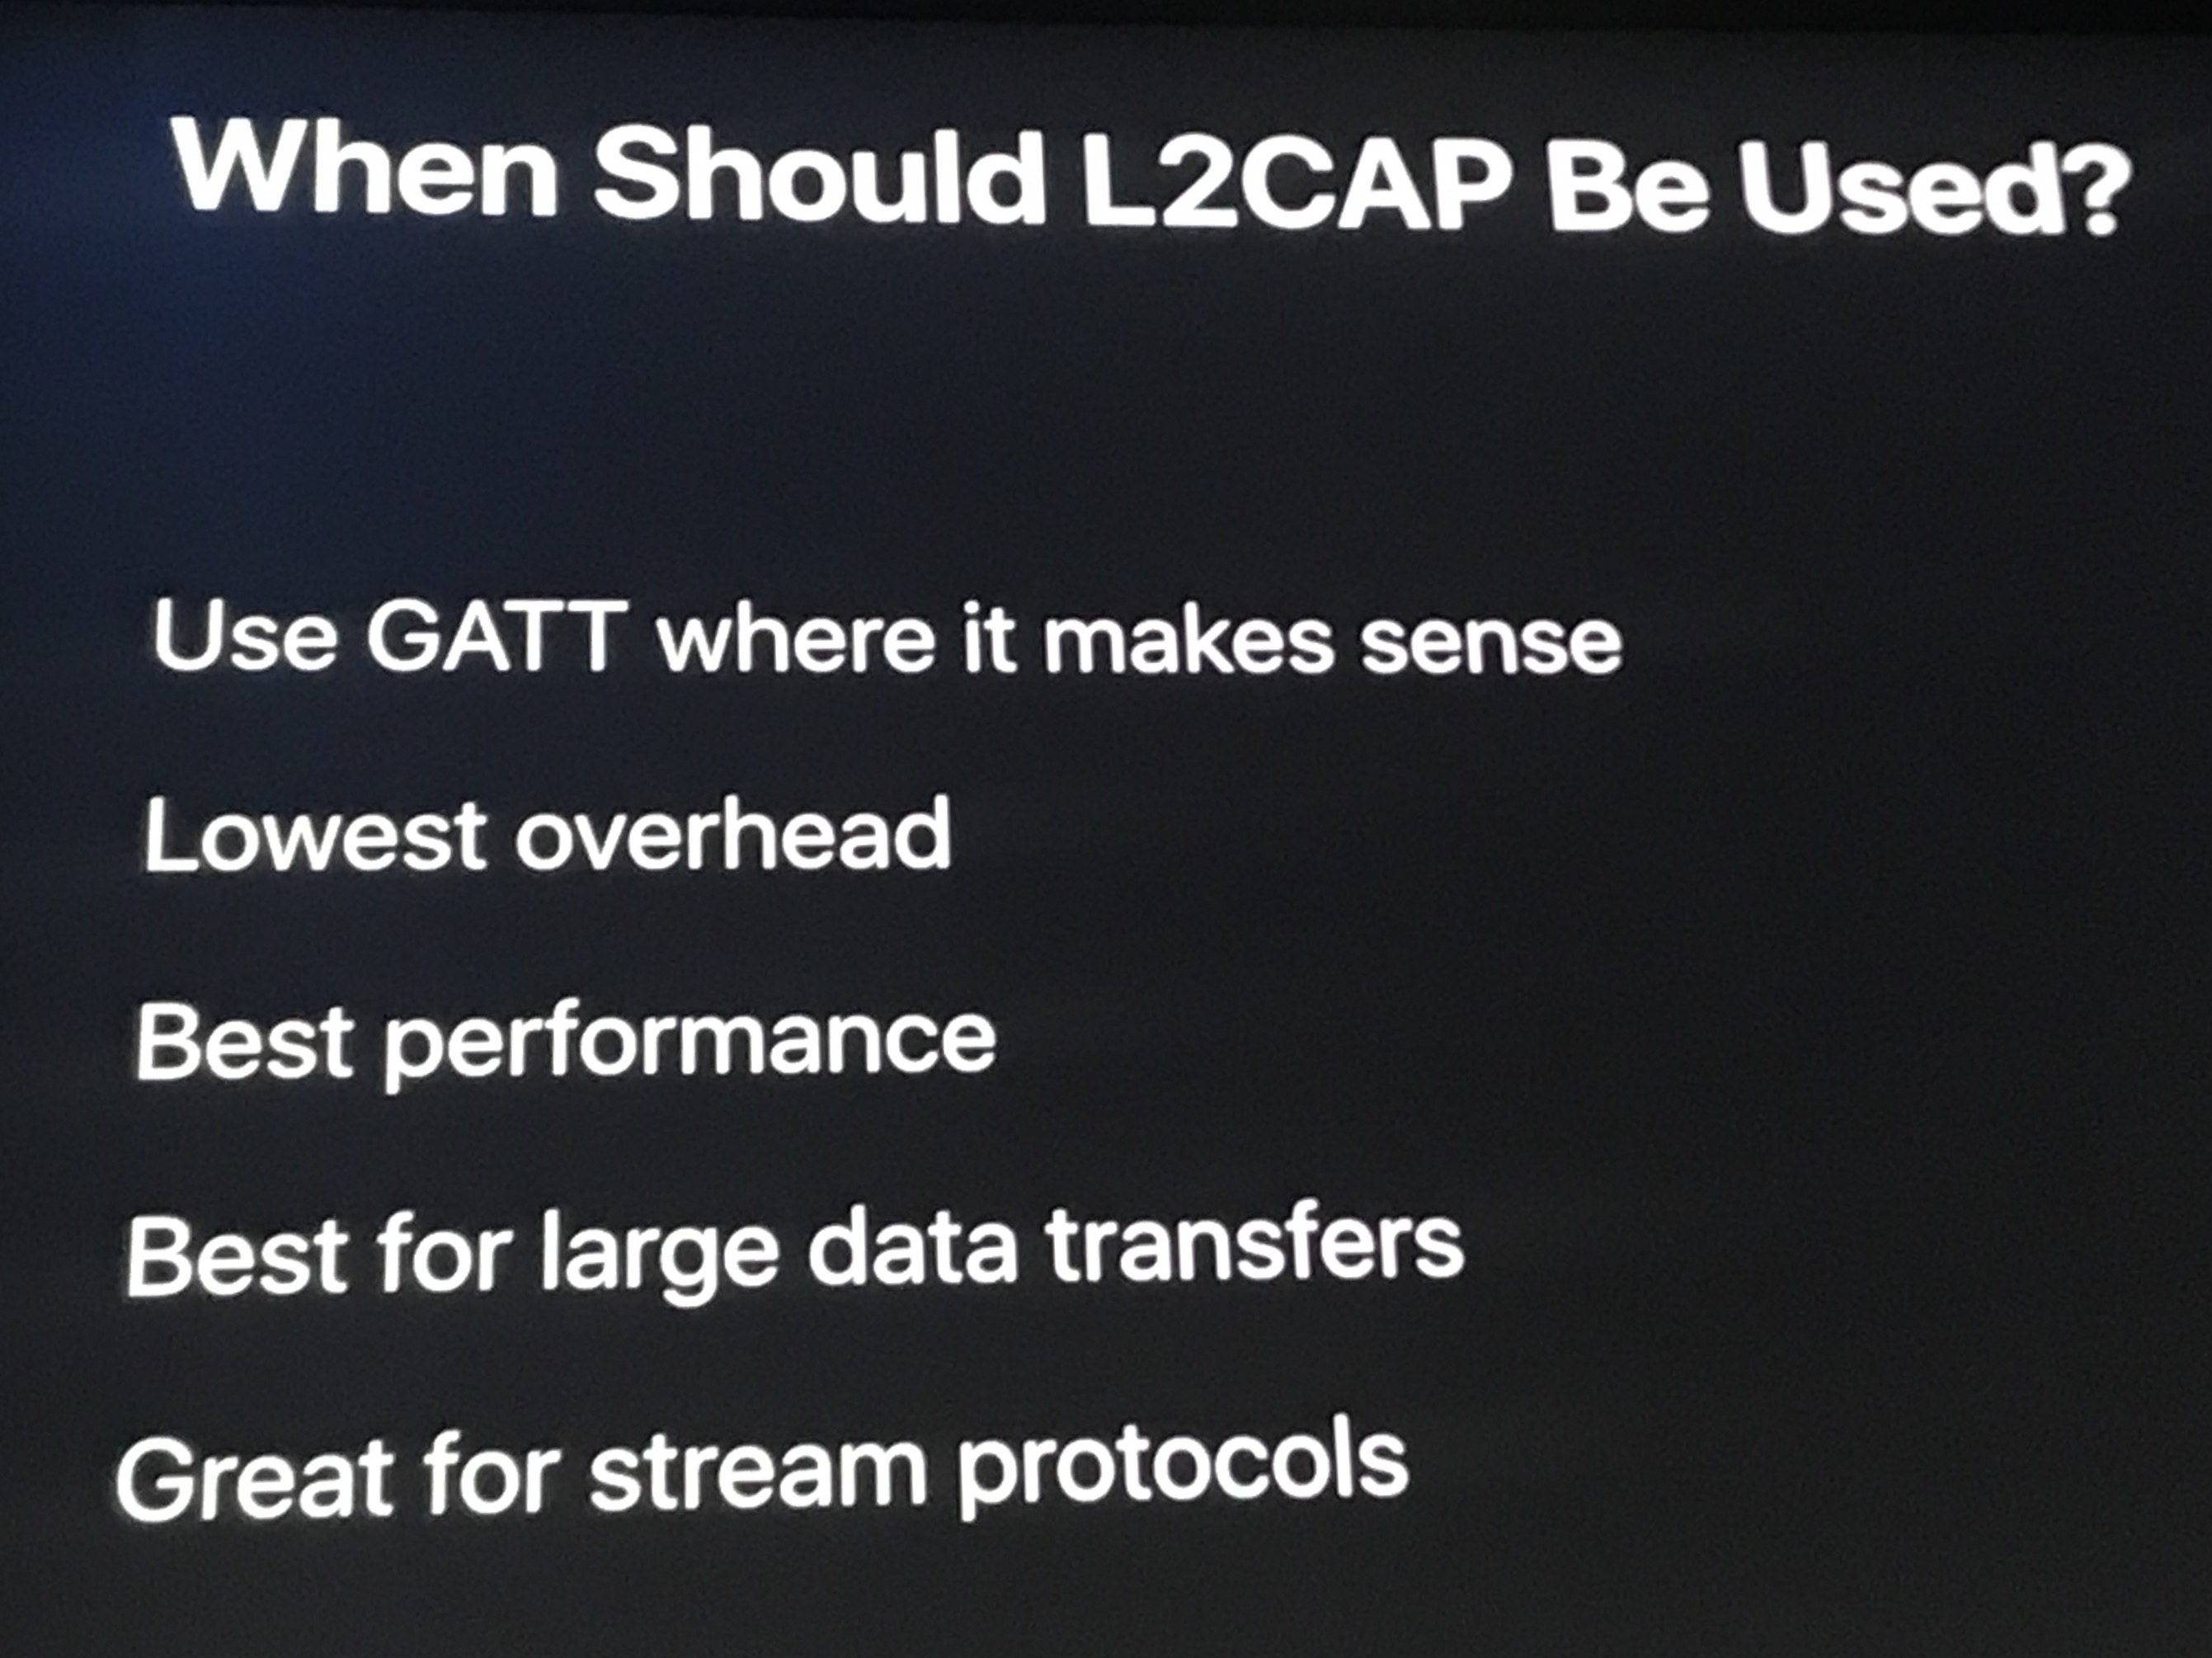 When Should L2CAP Be Used?
Use GATT where it makes sense
Lowest overhead
Best performance
Best for large data transfers
Great for stream protocols